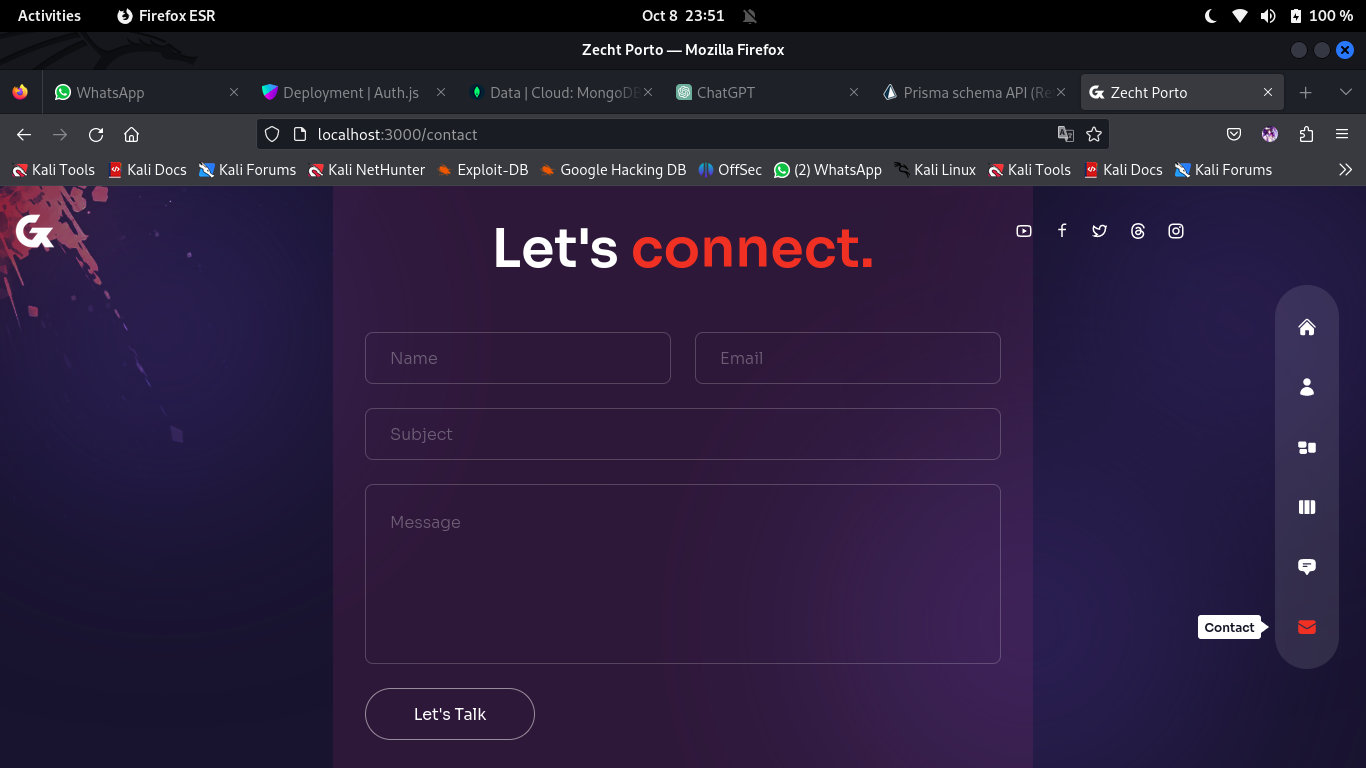 Activities Firefox ESR Oct 8 23:51 100 %
Zecht Porto — Mozilla Firefox
WhatsApp Deployment | Auth.js Data | Cloud: MongoDB ChatGPT Prisma schema API (Re Zecht Porto
localhost:3000/contact
Kali Tools Kali Docs Kali Forums Kali NetHunter Exploit-DB Google Hacking DB OffSec (2) WhatsApp Kali Linux Kali Tools Kali Docs Kali Forums
Let's connect.
Name Email
Subject
Message
Contact
Let's Talk